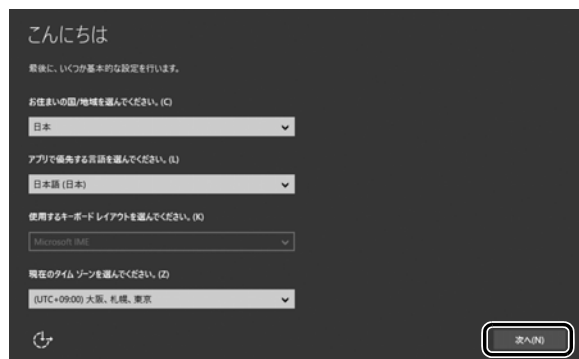 こんにちは
最後に、いくつか基本的な設定を行います。
お住まいの国/地域を選んでください。(C)
日本
アプリで優先する言語を選んでください。(L)
日本語 (日本)
使用するキーボード レイアウトを選んでください。(K)
Microsoft IME
現在のタイム ゾーンを選んでください。(Z)
(UTC+09:00) 大阪、札幌、東京
次へ(N)